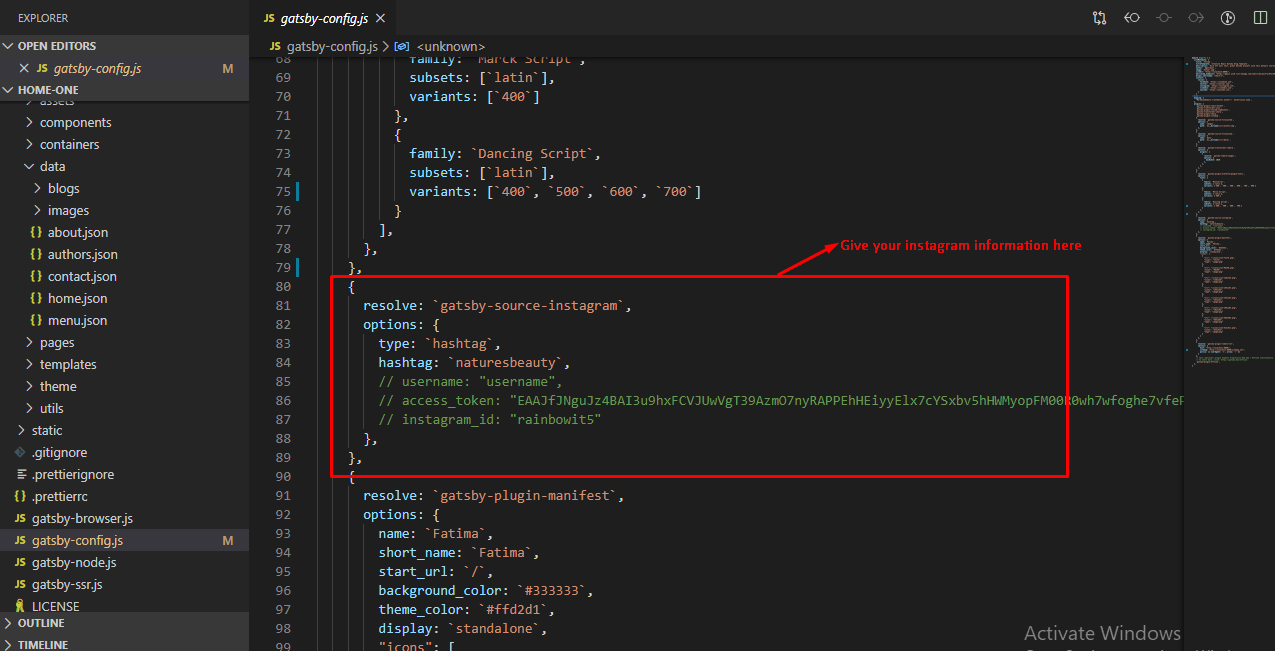 EXPLORER
OPEN EDITORS
JS gatsby-config.js M
HOME-ONE
assets
components
containers
data
blogs
images
{} about.json
{} authors.json
{} contact.json
{} home.json
{} menu.json
pages
templates
theme
utils
static
.gitignore
.prettierignore
{} .prettierrc
JS gatsby-browser.js
JS gatsby-config.js M
JS gatsby-node.js
JS gatsby-ssr.js
LICENSE
OUTLINE
TIMELINE
JS gatsby-config.js
JS gatsby-config.js > <unknown>
68 family: `Marck Script`,
69 subsets: [`latin`],
70 variants: [`400`]
71 },
72 {
73 family: `Dancing Script`,
74 subsets: [`latin`],
75 variants: [`400`, `500`, `600`, `700`]
76 }
77 ],
78 },
79 },
Give your instagram information here
80 {
81 resolve: `gatsby-source-instagram`,
82 options: {
83 type: `hashtag`,
84 hashtag: `naturesbeauty`,
85 // username: "username",
86 // access_token:
87 // instagram_id: "rainbowit5"
88 },
89 },
90 {
91 resolve: `gatsby-plugin-manifest`,
92 options: {
93 name: `Fatima`,
94 short_name: `Fatima`,
95 start_url: `/`,
96 background_color: `#333333`,
97 theme_color: `#ffd2d1`,
98 display: `standalone`,
99 "icons": [
Activate Windows